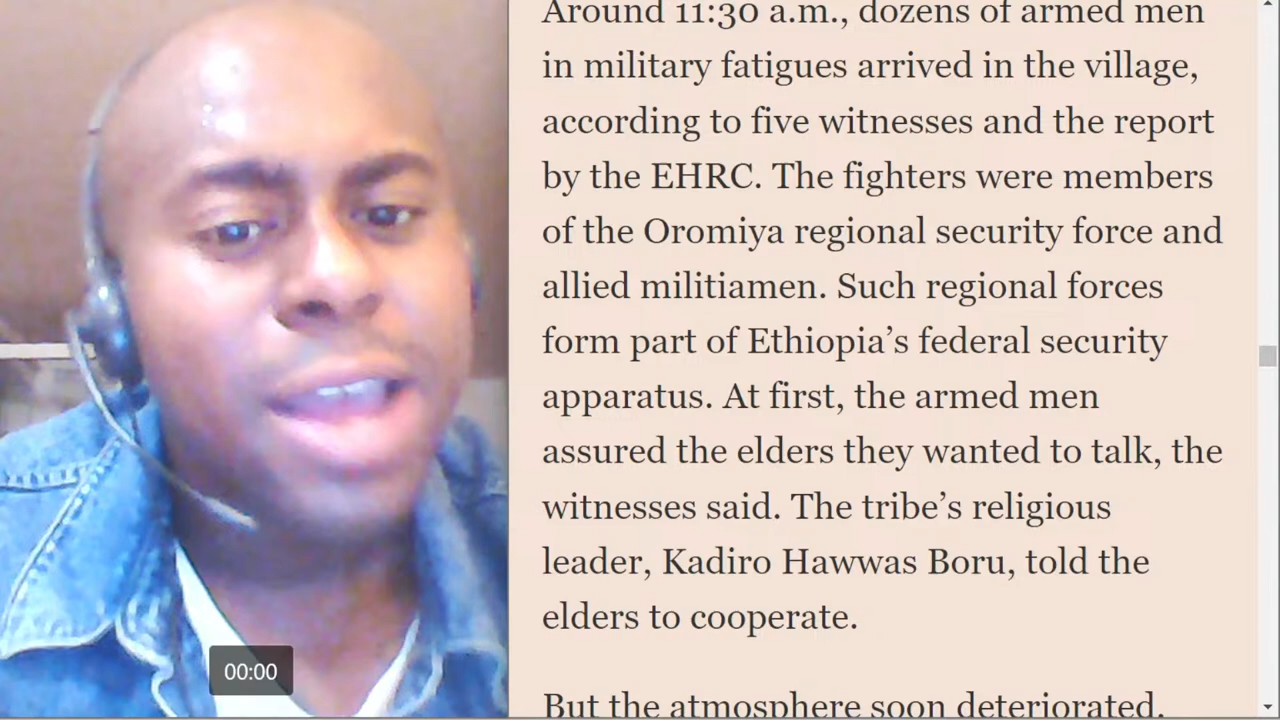 Around 11:30 a.m., dozens of armed men
in military fatigues arrived in the village,
according to five witnesses and the report
by the EHRC. The fighters were members
of the Oromiya regional security force and
allied militiamen. Such regional forces
form part of Ethiopia’s federal security
apparatus. At first, the armed men
assured the elders they wanted to talk, the
witnesses said. The tribe’s religious
leader, Kadiro Hawwas Boru, told the
elders to cooperate.
But the atmosphere soon deteriorated.
00:00